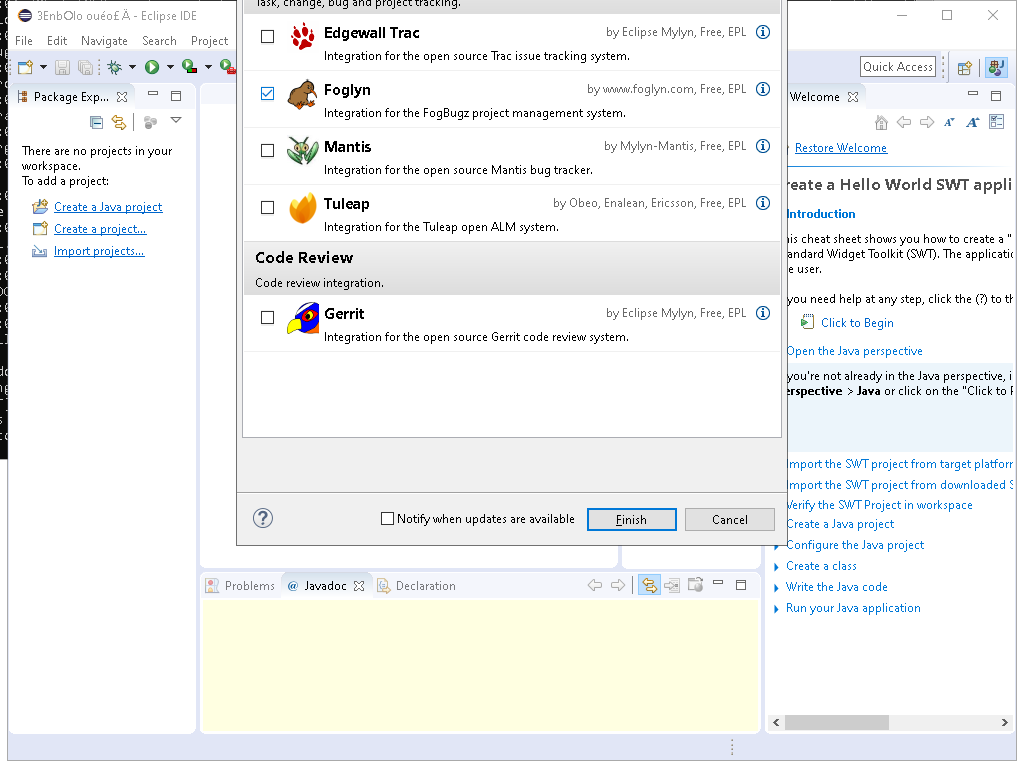 3EnbOlo ouéo£ Ä - Eclipse IDE
File Edit Navigate Search Project
Quick Access
Package Exp...
There are no projects in your
workspace.
To add a project:
Create a Java project
Create a project...
Import projects...
Task, change, bug and project tracking.
Edgewall Trac
by Eclipse Mylyn, Free, EPL
Integration for the open source Trac issue tracking system.
Foglyn
by www.foglyn.com, Free, EPL
Integration for the FogBugz project management system.
Mantis
by Mylyn-Mantis, Free, EPL
Integration for the open source Mantis bug tracker.
Tuleap
by Obeo, Enalean, Ericsson, Free, EPL
Integration for the Tuleap open ALM system.
Code Review
Code review integration.
Gerrit
by Eclipse Mylyn, Free, EPL
Integration for the open source Gerrit code review system.
Notify when updates are available
Finish
Cancel
Welcome
Restore Welcome
reate a Hello World SWT appli
Introduction
is cheat sheet shows you how to create a "
andard Widget Toolkit (SWT). The applicatio
e user.
you need help at any step, click the (?) to th
Click to Begin
Open the Java perspective
you're not already in the Java perspective, i
erspective > Java or click on the "Click to P
Import the SWT project from target platform
Import the SWT project from downloaded S
Verify the SWT Project in workspace
Create a Java project
Configure the Java project
Create a class
Write the Java code
Run your Java application
Problems
@ Javadoc
Declaration